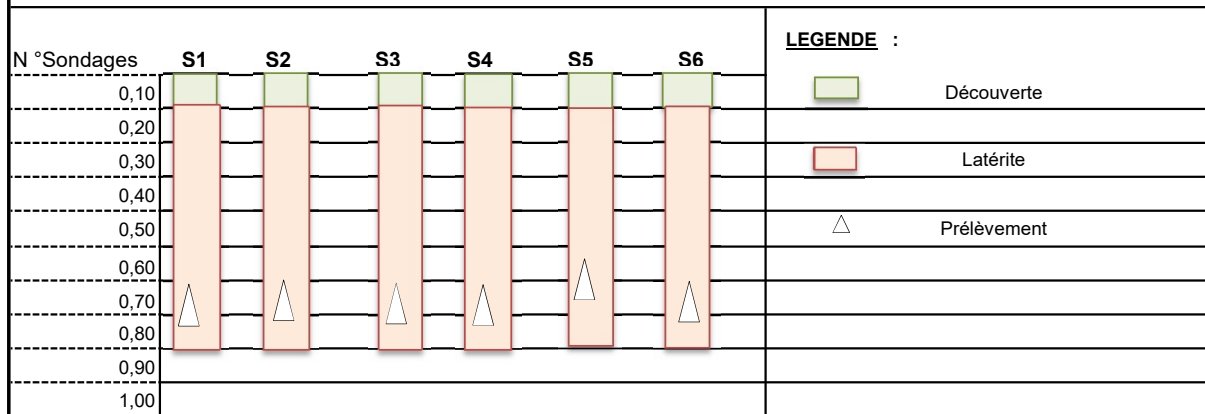 LEGENDE :
N °Sondages S1 S2 S3 S4 S5 S6
0,10
Découverte
0,20
0,30
Latérite
0,40
0,50
Prélèvement
0,60
0,70
0,80
0,90
1,00